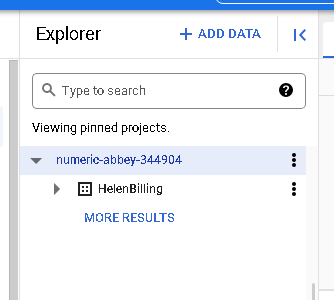 Explorer
+ ADD DATA
Type to search
Viewing pinned projects.
numeric-abbey-344904
HelenBilling
MORE RESULTS